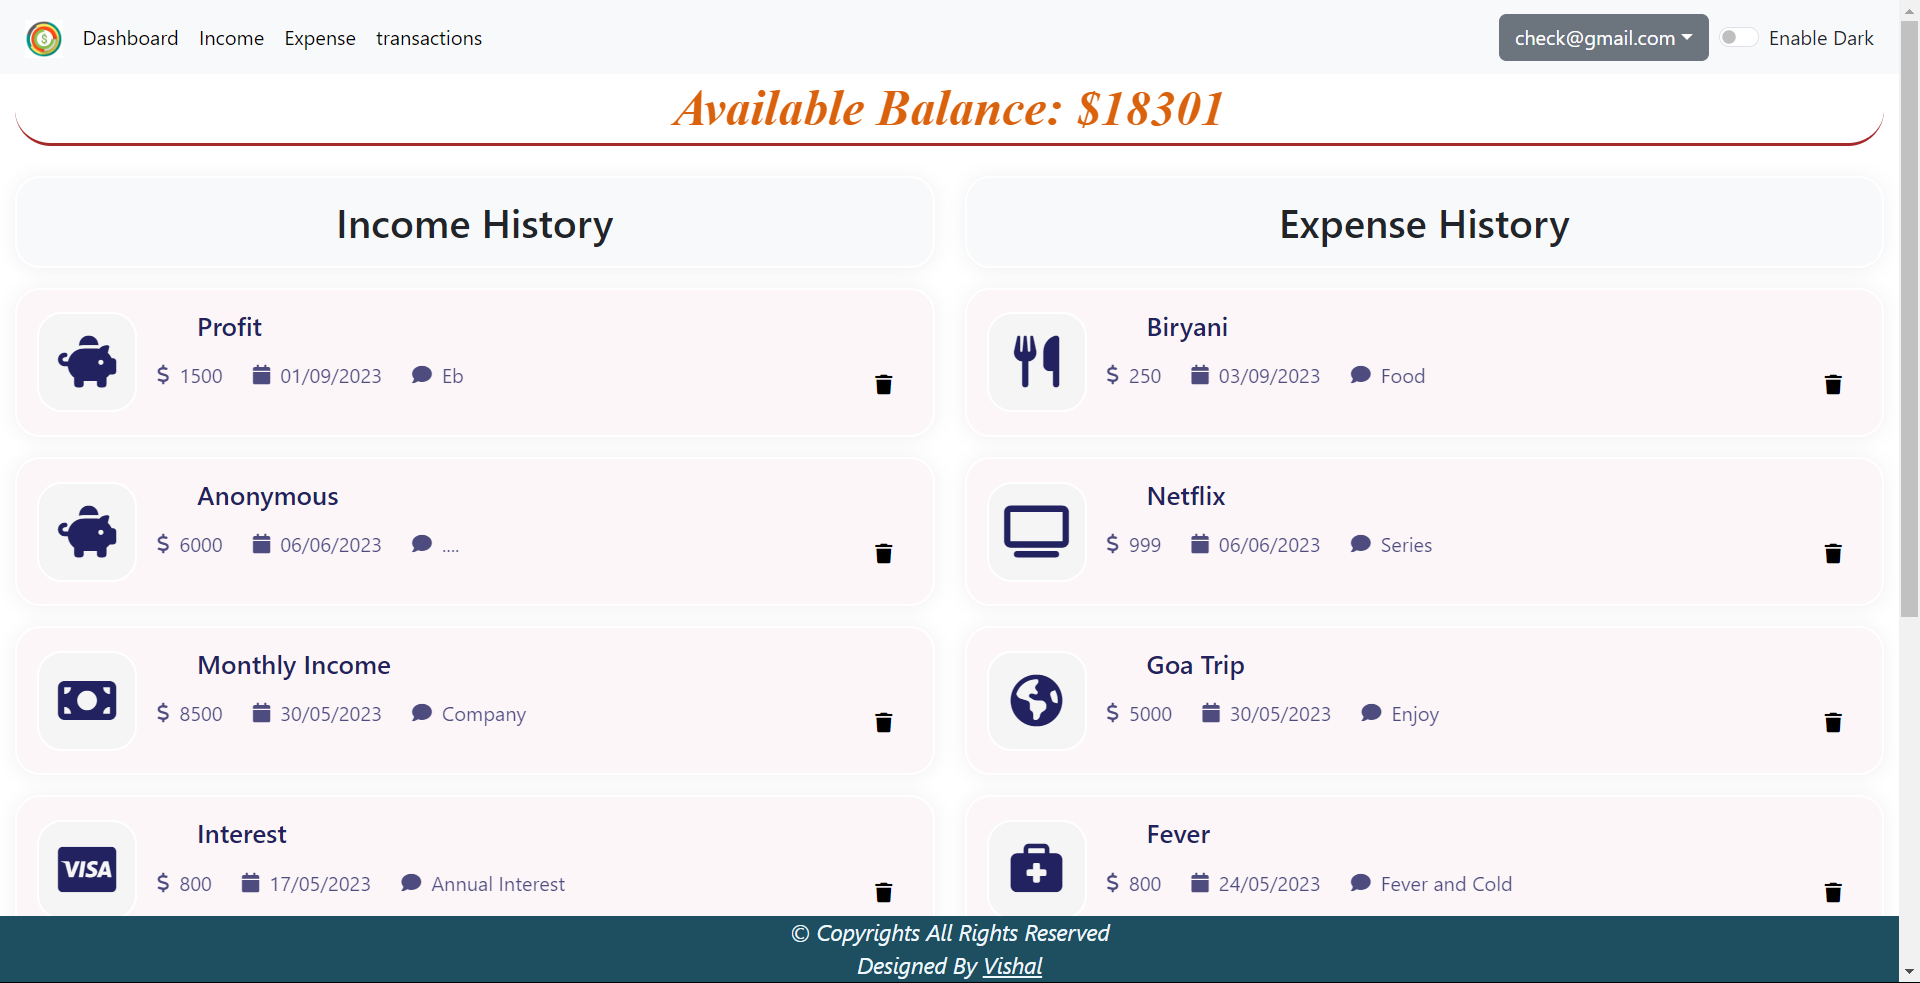 Dashboard Income Expense transactions check@gmail.com Enable Dark
Available Balance: $18301
Income History
Profit
$ 1500 01/09/2023 Eb
Anonymous
$ 6000 06/06/2023 ....
Monthly Income
$ 8500 30/05/2023 Company
VISA
Interest
$ 800 17/05/2023 Annual Interest
Expense History
Biryani
$ 250 03/09/2023 Food
Netflix
$ 999 06/06/2023 Series
Goa Trip
$ 5000 30/05/2023 Enjoy
Fever
$ 800 24/05/2023 Fever and Cold
© Copyrights All Rights Reserved
Designed By Vishal